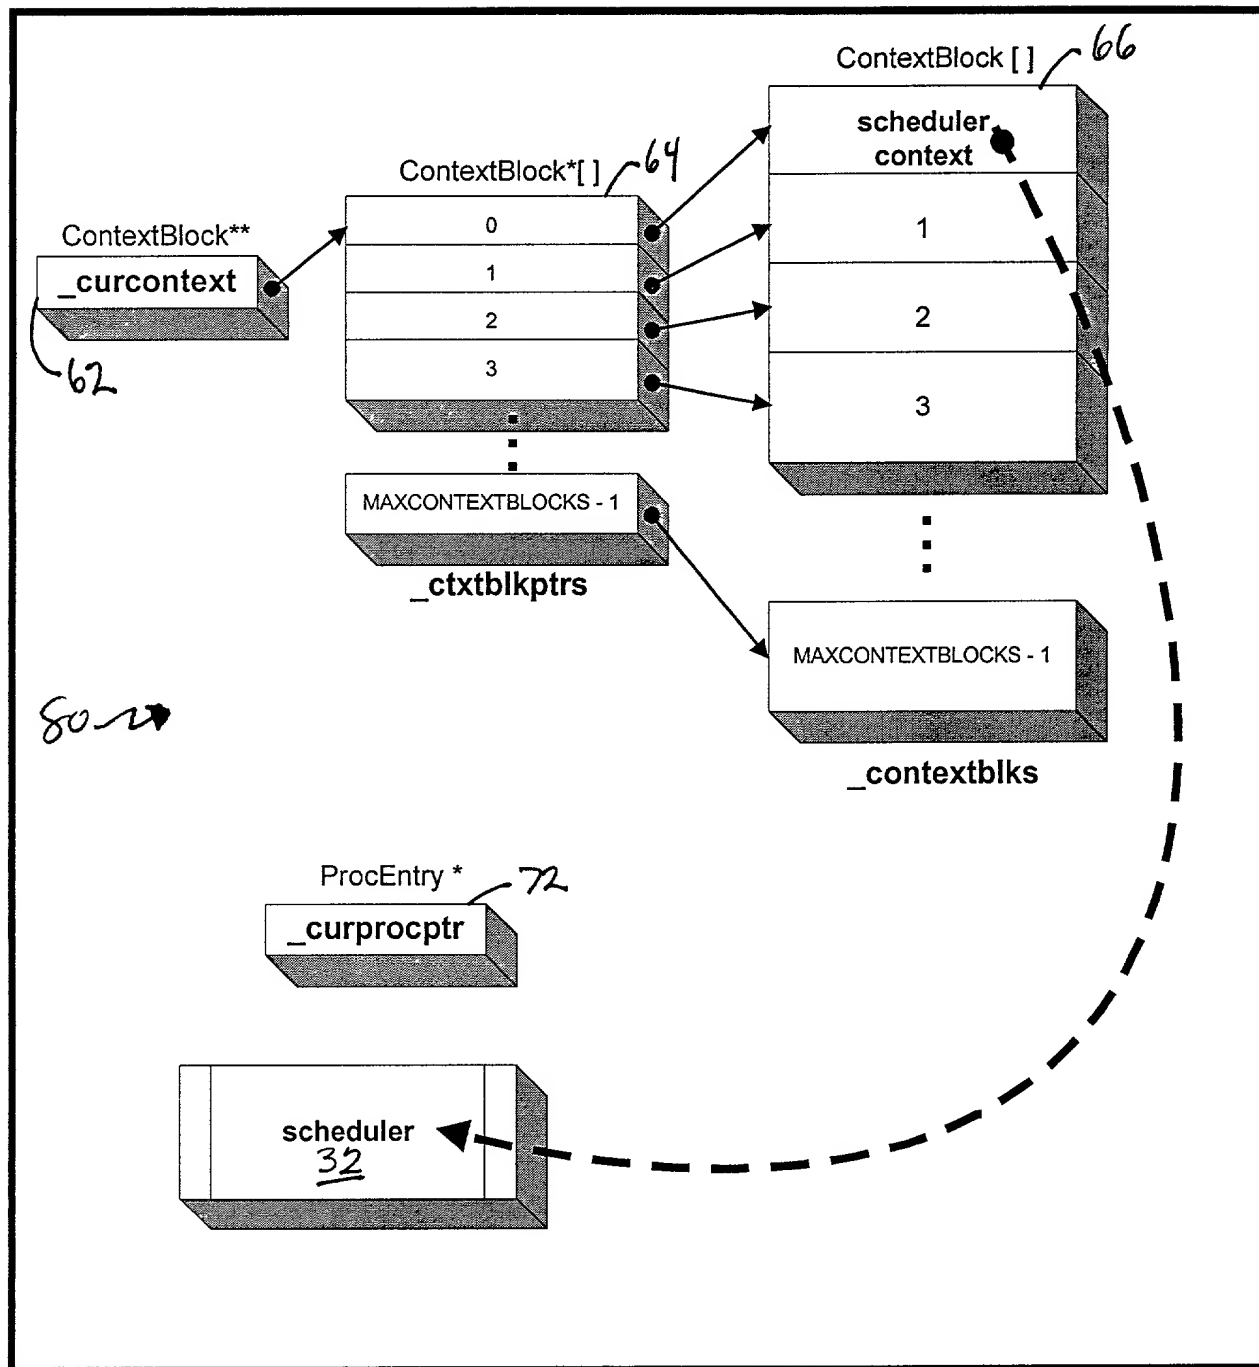 ContextBlock [ ]
66
scheduler
context
1
2
3
ContextBlock*[ ]
64
0
1
2
3
ContextBlock**
_curcontext
62
MAXCONTEXTBLOCKS - 1
_ctxtblkptrs
MAXCONTEXTBLOCKS - 1
_contextblks
80
ProcEntry *
72
_curprocptr
scheduler
32